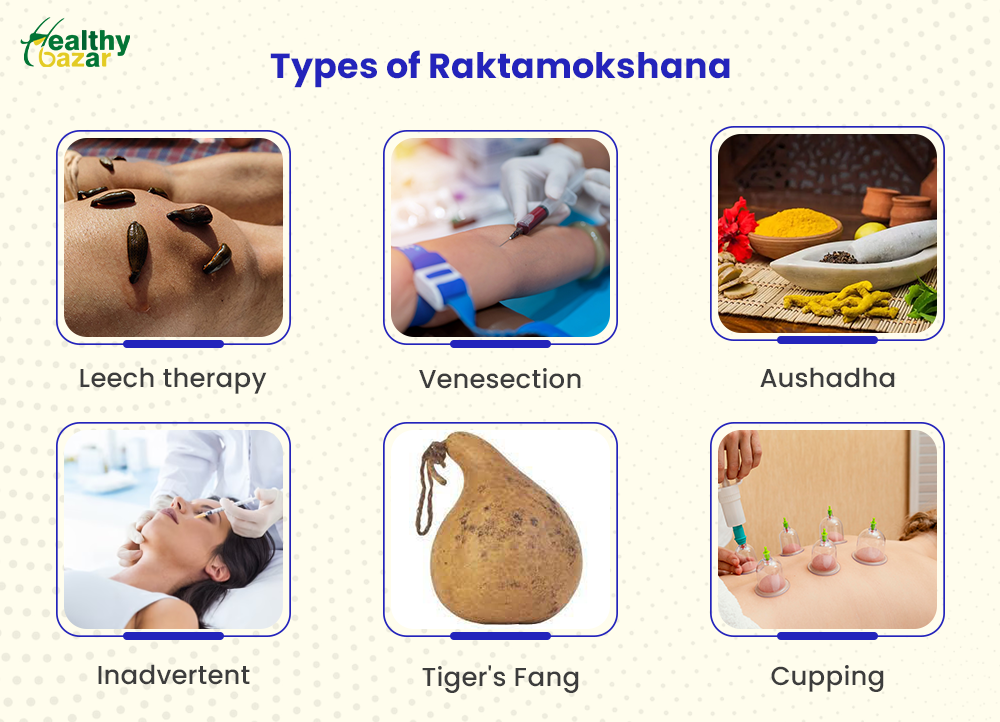 Healthy
bazar
Types of Raktamokshana
Leech therapy
Venesection
Aushadha
Inadvertent
Tiger's Fang
Cupping